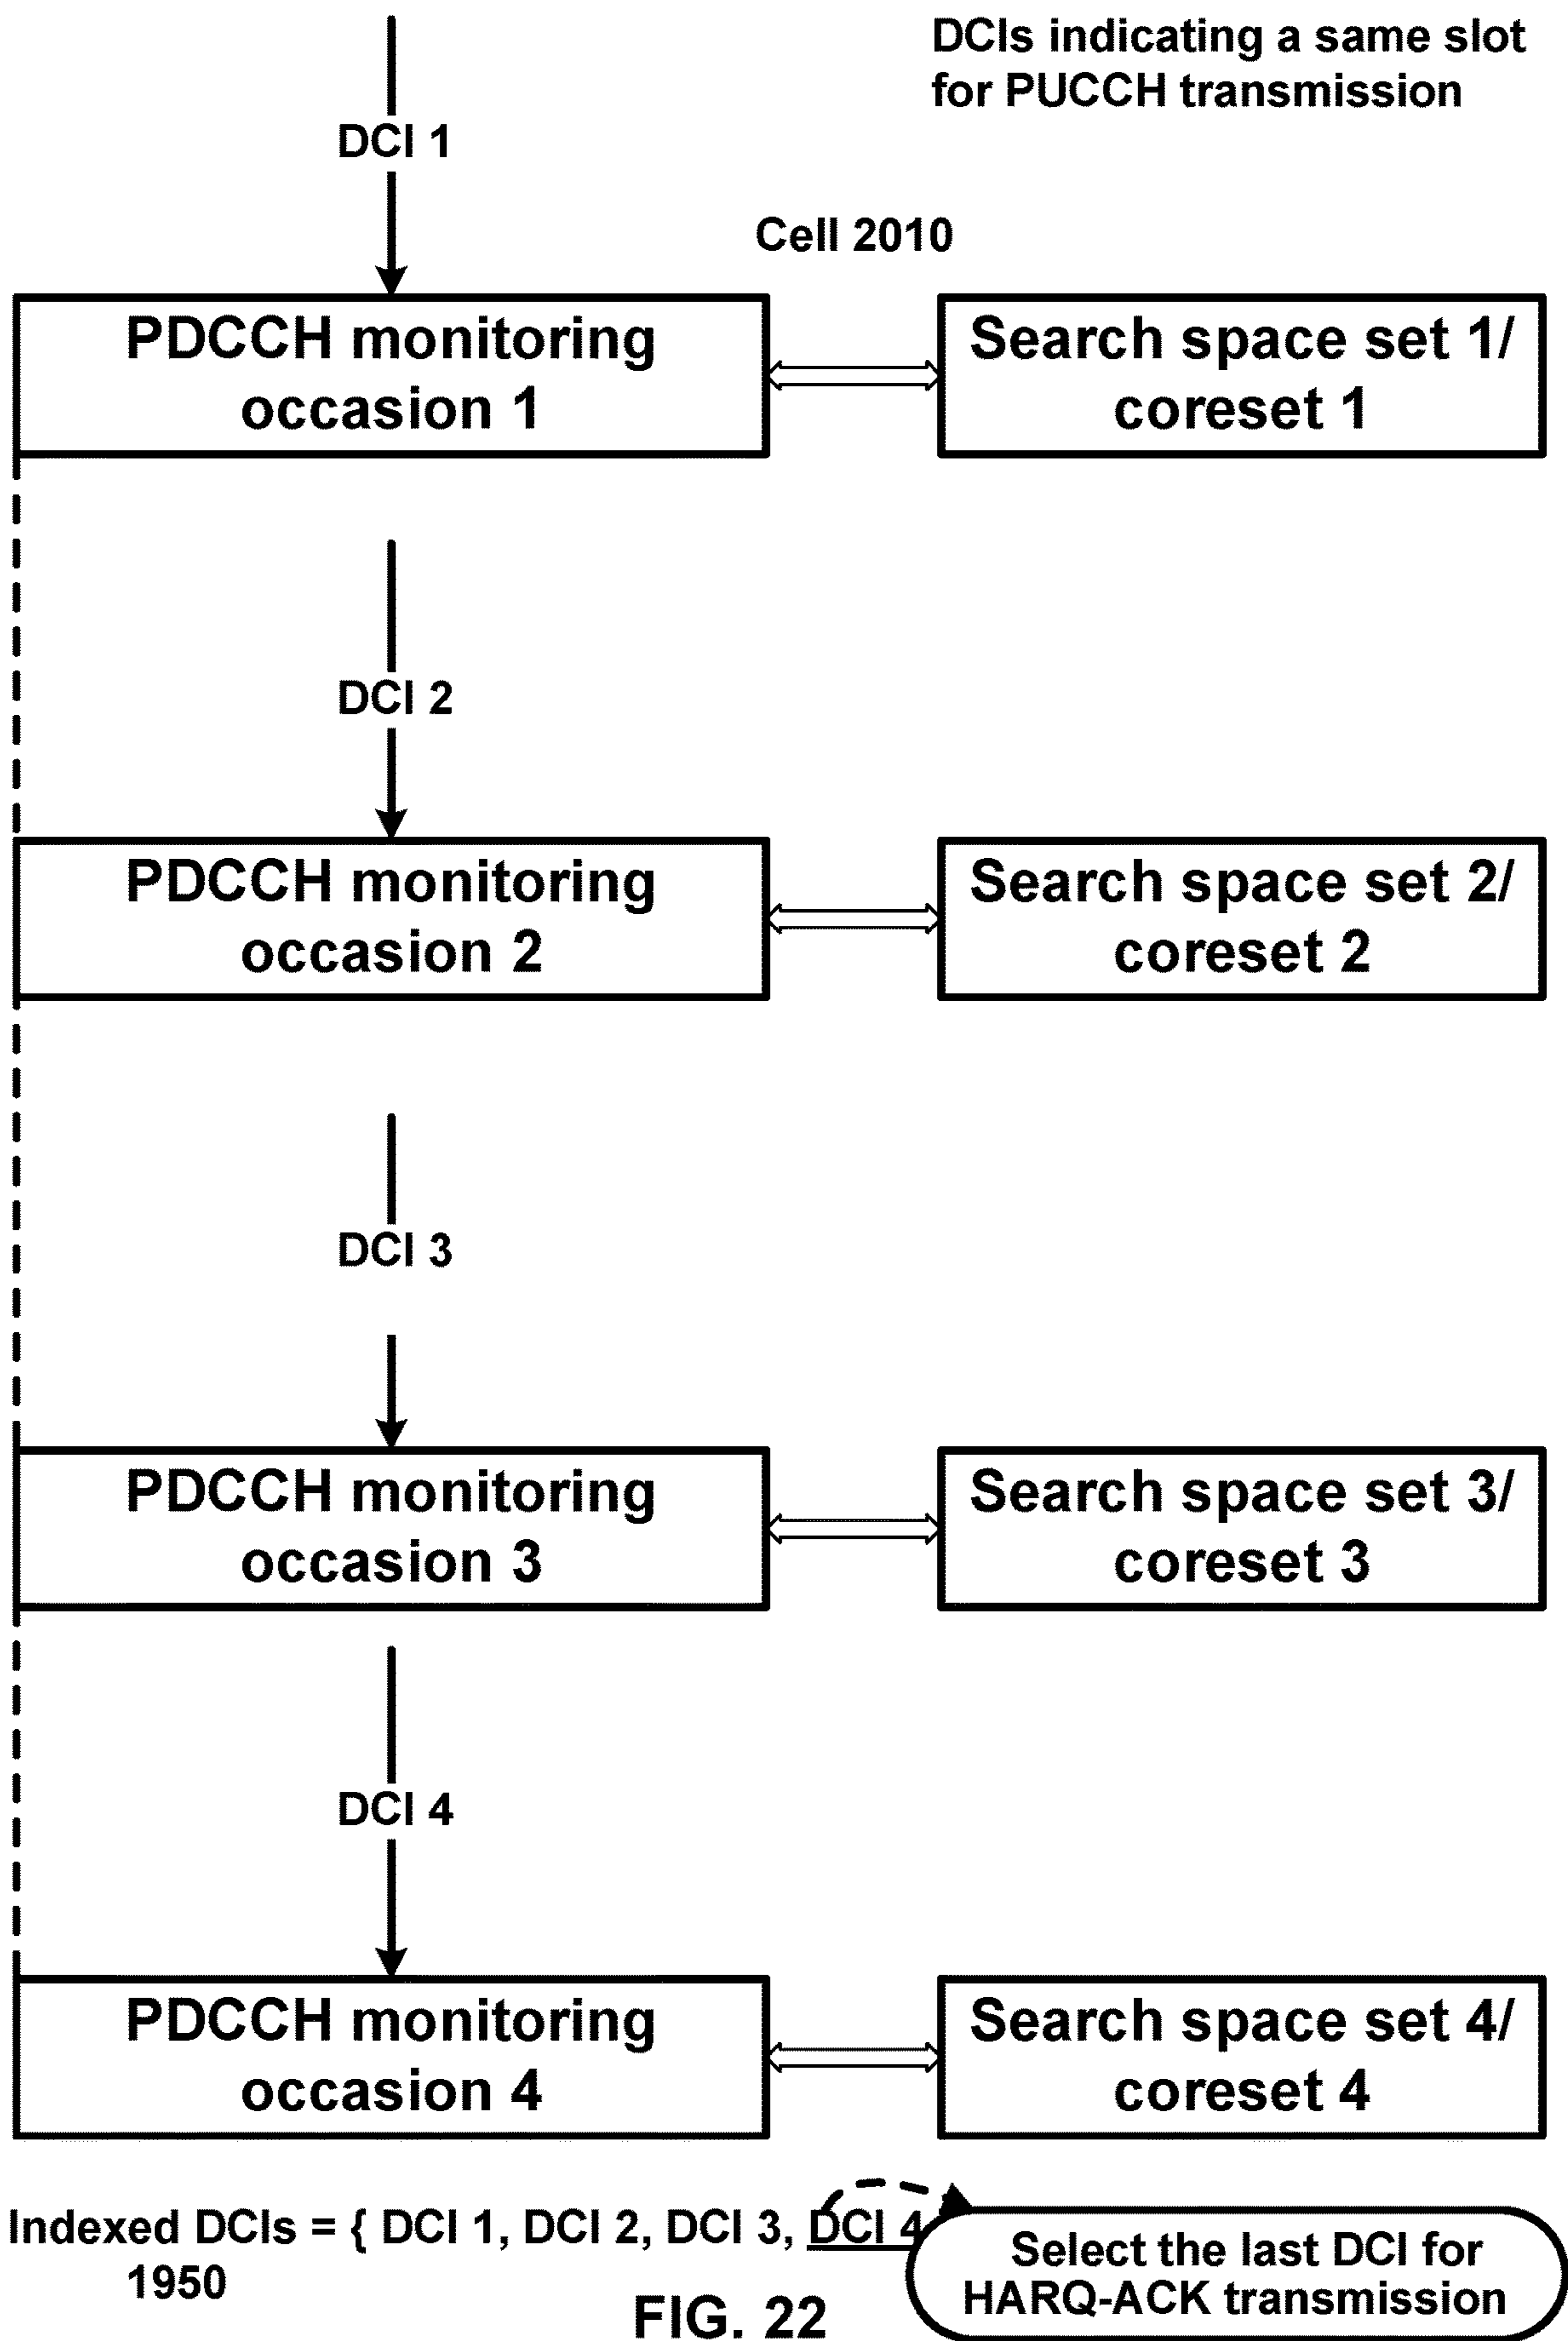 DCIs indicating a same slot
for PUCCH transmission
DCI 1
Cell 2010
PDCCH monitoring
occasion 1
Search space set 1/
coreset 1
DCI 2
PDCCH monitoring
occasion 2
Search space set 2/
coreset 2
DCI 3
PDCCH monitoring
occasion 3
Search space set 3/
coreset 3
DCI 4
PDCCH monitoring
occasion 4
Search space set 4/
coreset 4
Indexed DCIs = { DCI 1, DCI 2, DCI 3, DCI 4
1950
Select the last DCI for
HARQ-ACK transmission
FIG. 22